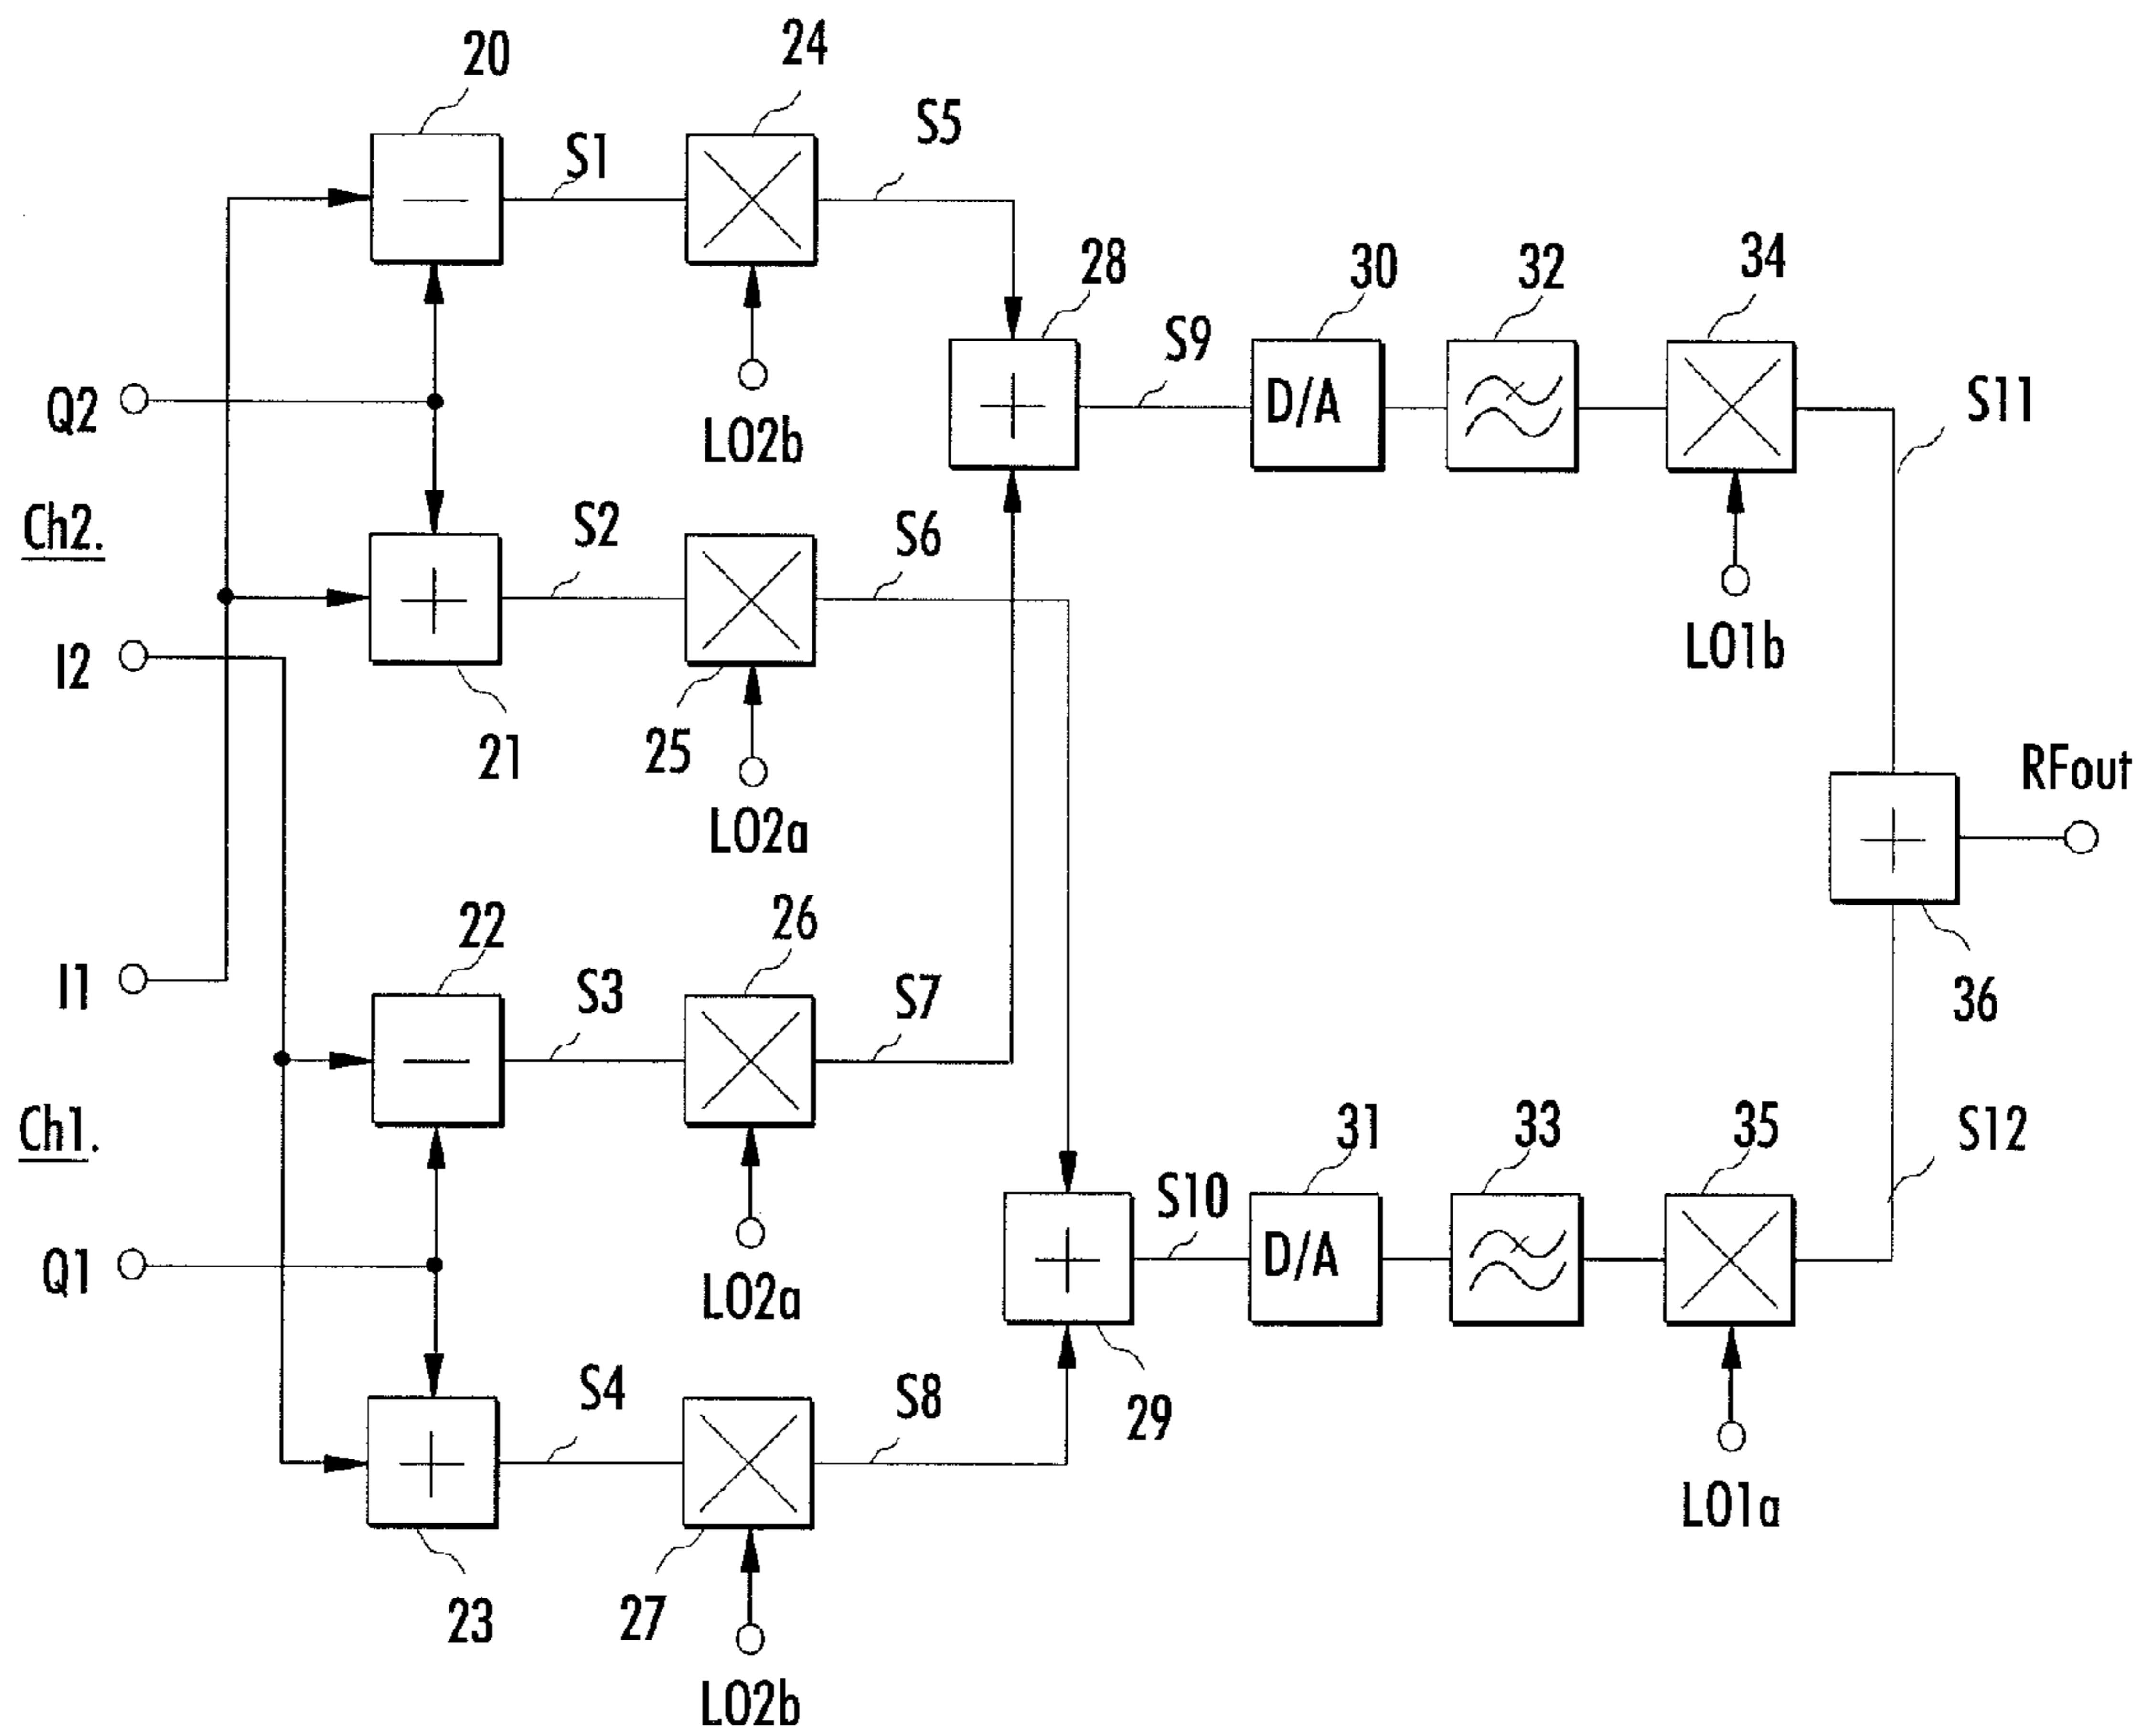 20
24
S1
S5
28
30
32
34
S9
D/A
S11
Q2
LO2b
Ch2.
S2
S6
I2
LO1b
21
25
RFout
LO2a
22
26
I1
S3
S7
36
Ch1.
31
33
35
S12
Q1
S10
D/A
LO2a
S4
S8
29
LO1a
23
27
LO2b